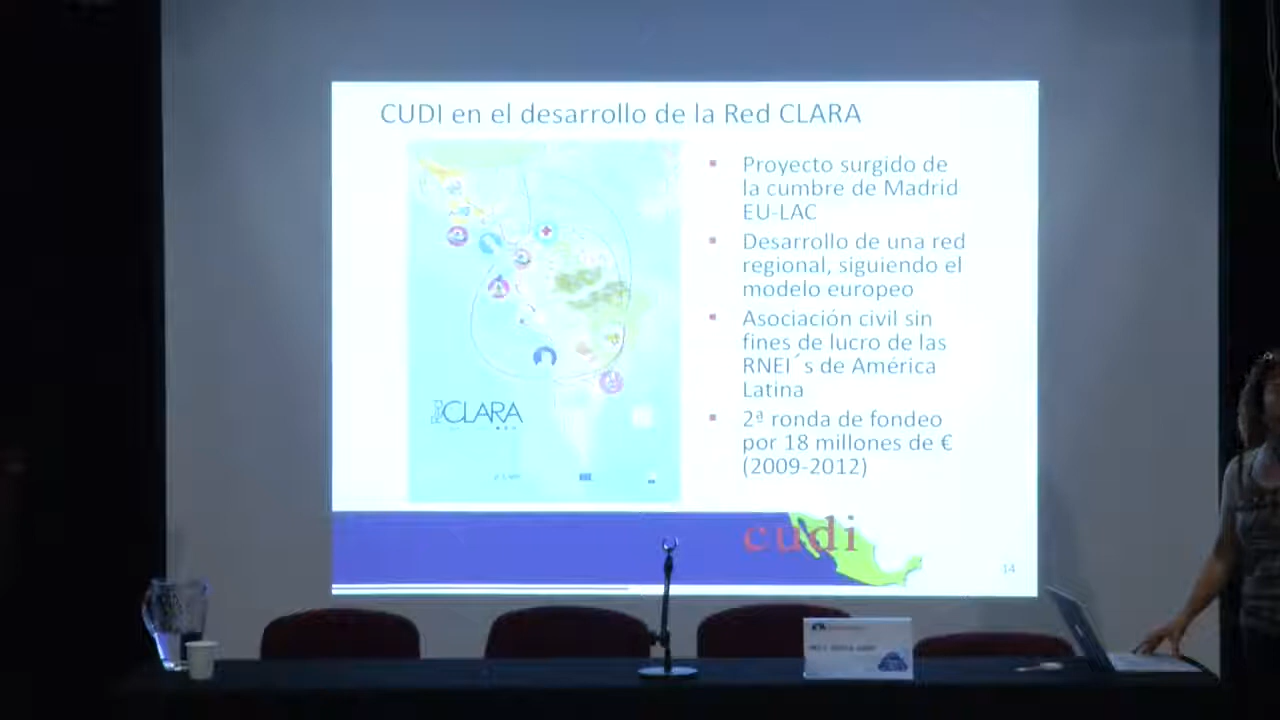 CUDI en el desarrollo de la Red CLARA
Proyecto surgido de
la cumbre de Madrid
EU-LAC
Desarrollo de una red
regional, siguiendo el
modelo europeo
Asociación civil sin
fines de lucro de las
RNEI´s de América
Latina
2ª ronda de fondeo
por 18 millones de €
(2009-2012)
CLARA
cudi
14